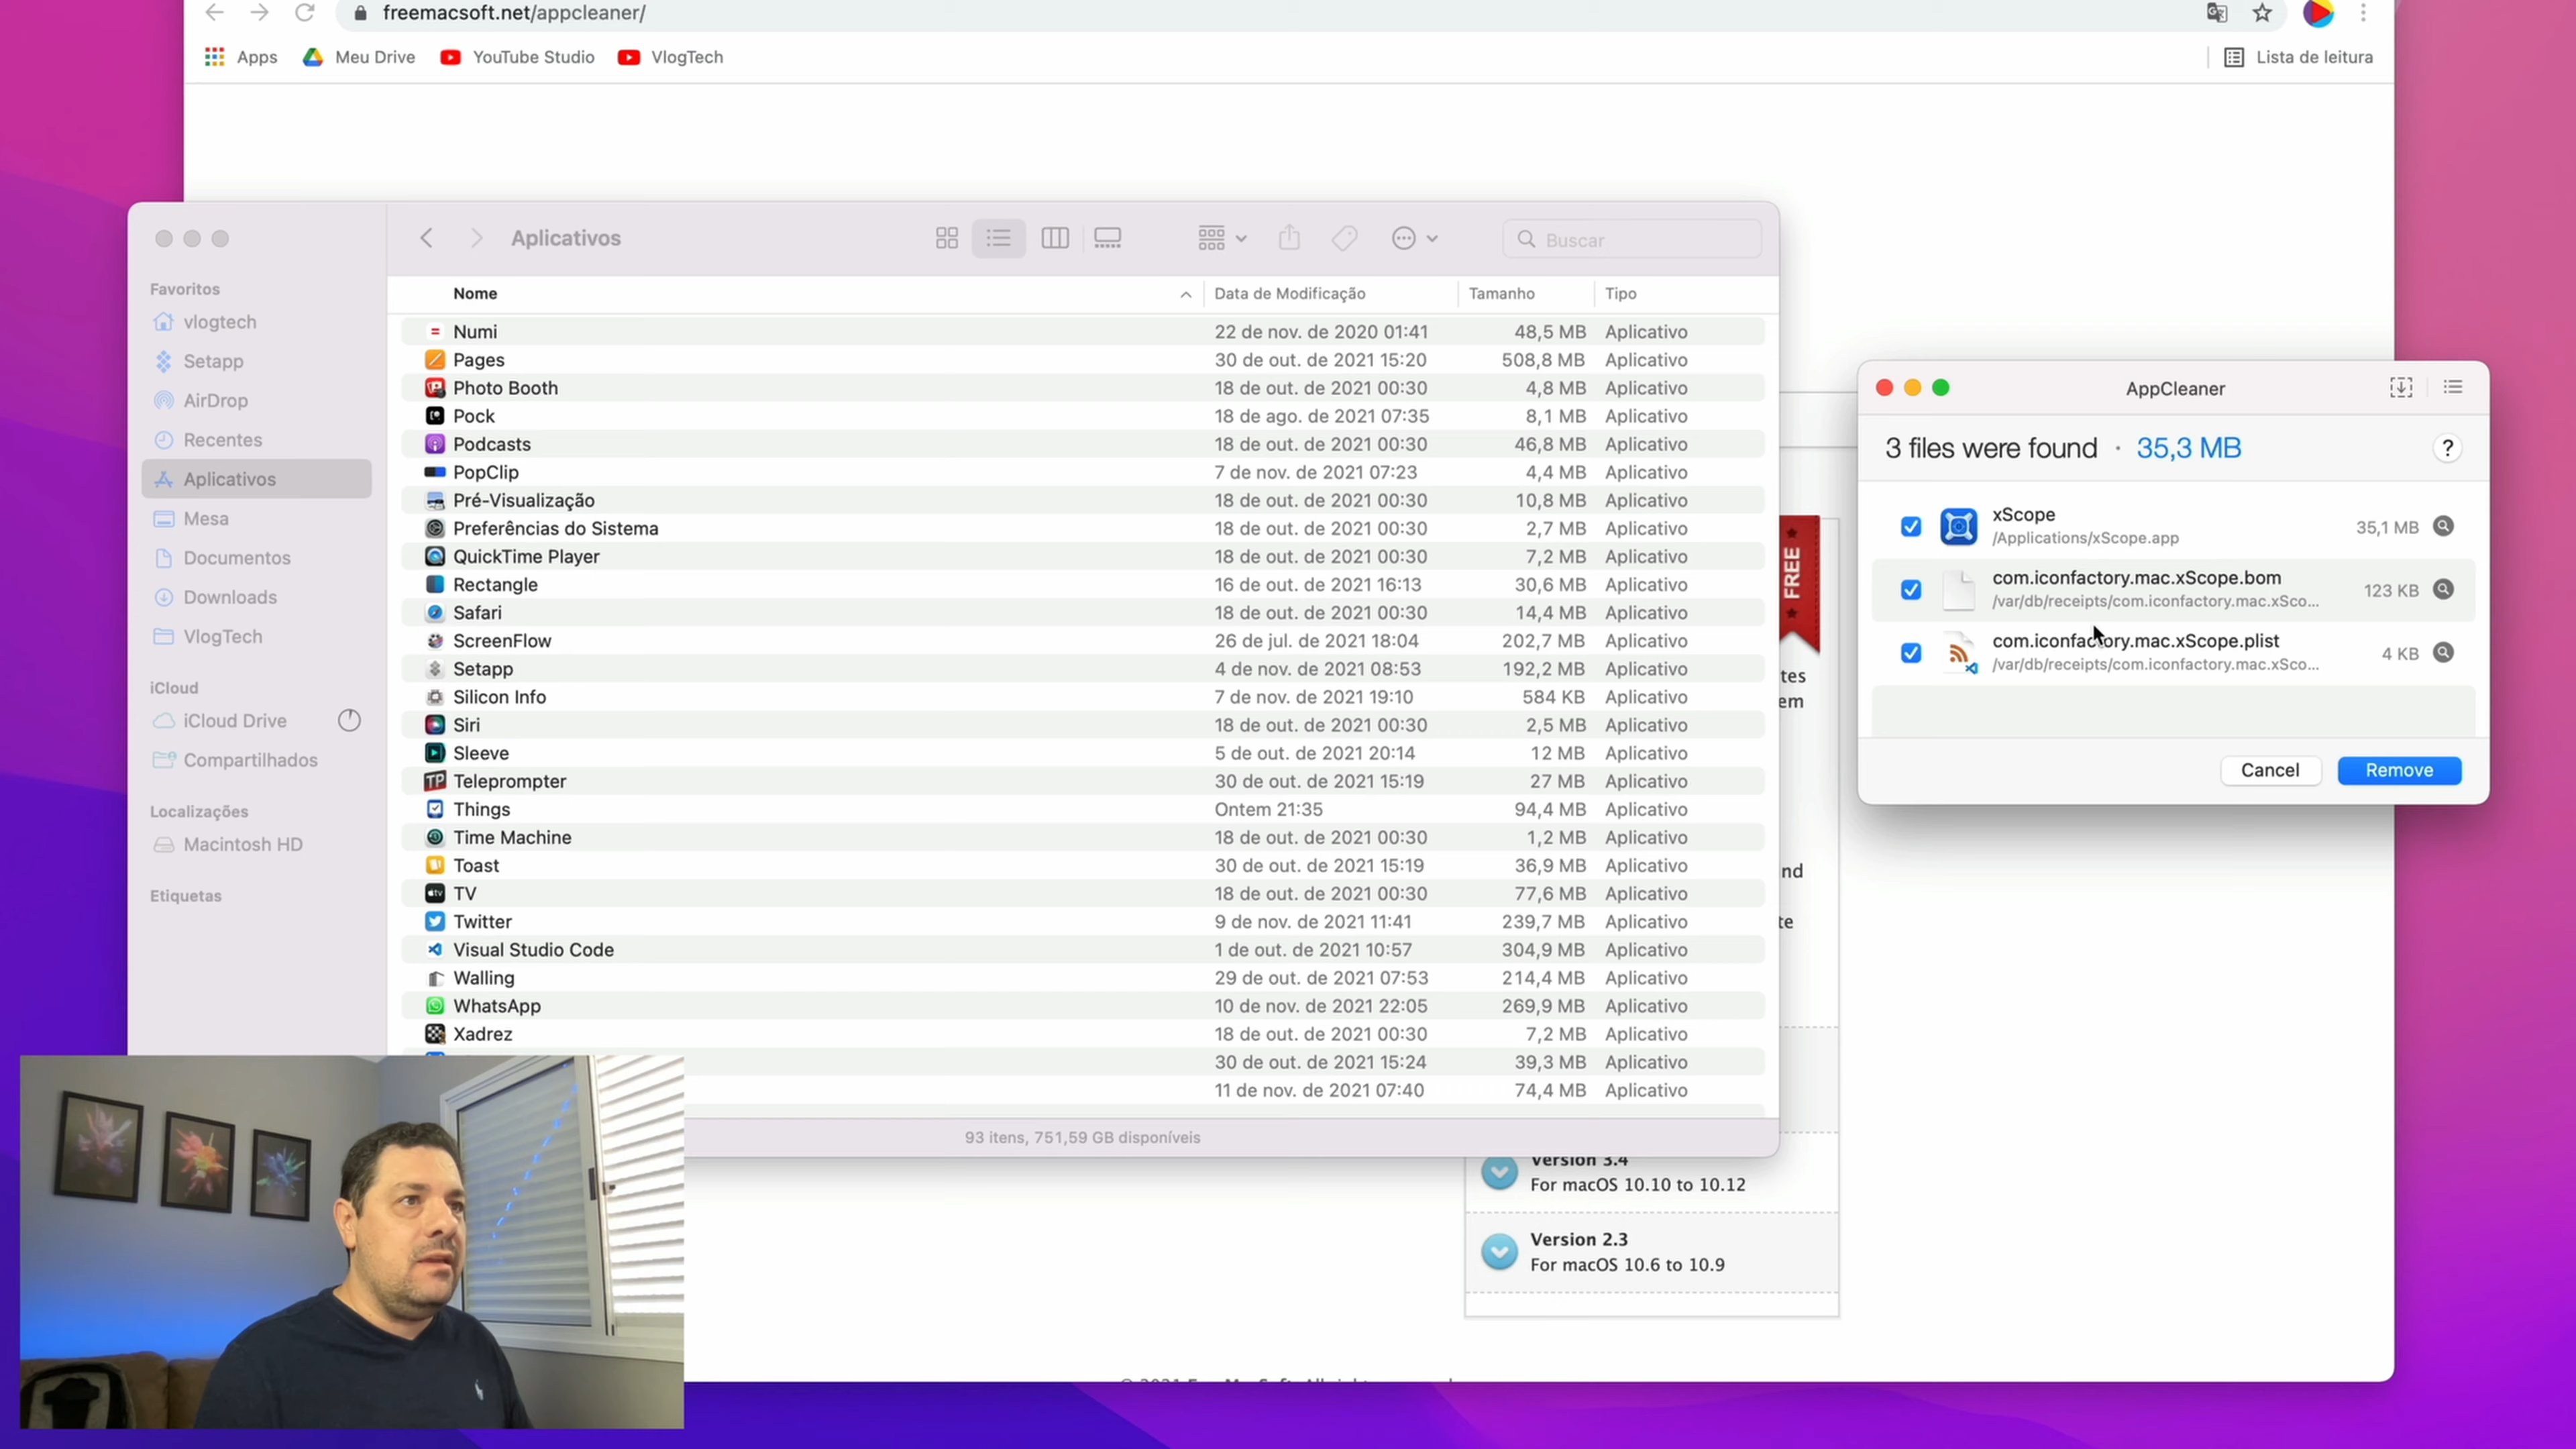 freemacsoft.net/appcleaner/
Apps
Meu Drive
YouTube Studio
VlogTech
Lista de leitura
Aplicativos
Buscar
Favoritos
vlogtech
Setapp
AirDrop
Recentes
Aplicativos
Mesa
Documentos
Downloads
VlogTech
iCloud
iCloud Drive
Compartilhados
Localizações
Macintosh HD
Etiquetas
Nome Data de Modificação Tamanho Tipo
Numi 22 de nov. de 2020 01:41 48,5 MB Aplicativo
Pages 30 de out. de 2021 15:20 508,8 MB Aplicativo
Photo Booth 18 de out. de 2021 00:30 4,8 MB Aplicativo
Pock 18 de ago. de 2021 07:35 8,1 MB Aplicativo
Podcasts 18 de out. de 2021 00:30 46,8 MB Aplicativo
PopClip 7 de nov. de 2021 07:23 4,4 MB Aplicativo
Pré-Visualização 18 de out. de 2021 00:30 10,8 MB Aplicativo
Preferências do Sistema 18 de out. de 2021 00:30 2,7 MB Aplicativo
QuickTime Player 18 de out. de 2021 00:30 7,2 MB Aplicativo
Rectangle 16 de out. de 2021 16:13 30,6 MB Aplicativo
Safari 18 de out. de 2021 00:30 14,4 MB Aplicativo
ScreenFlow 26 de jul. de 2021 18:04 202,7 MB Aplicativo
Setapp 4 de nov. de 2021 08:53 192,2 MB Aplicativo
Silicon Info 7 de nov. de 2021 19:10 584 KB Aplicativo
Siri 18 de out. de 2021 00:30 2,5 MB Aplicativo
Sleeve 5 de out. de 2021 20:14 12 MB Aplicativo
Teleprompter 30 de out. de 2021 15:19 27 MB Aplicativo
Things Ontem 21:35 94,4 MB Aplicativo
Time Machine 18 de out. de 2021 00:30 1,2 MB Aplicativo
Toast 30 de out. de 2021 15:19 36,9 MB Aplicativo
TV 18 de out. de 2021 00:30 77,6 MB Aplicativo
Twitter 9 de nov. de 2021 11:41 239,7 MB Aplicativo
Visual Studio Code 1 de out. de 2021 10:57 304,9 MB Aplicativo
Walling 29 de out. de 2021 07:53 214,4 MB Aplicativo
WhatsApp 10 de nov. de 2021 22:05 269,9 MB Aplicativo
Xadrez 18 de out. de 2021 00:30 7,2 MB Aplicativo
30 de out. de 2021 15:24 39,3 MB Aplicativo
11 de nov. de 2021 07:40 74,4 MB Aplicativo
93 itens, 751,59 GB disponíveis
FREE
tes
em
nd
te
Version 3.4
For macOS 10.10 to 10.12
Version 2.3
For macOS 10.6 to 10.9
AppCleaner
3 files were found · 35,3 MB
?
xScope
/Applications/xScope.app
35,1 MB
com.iconfactory.mac.xScope.bom
/var/db/receipts/com.iconfactory.mac.xSco...
123 KB
com.iconfactory.mac.xScope.plist
/var/db/receipts/com.iconfactory.mac.xSco...
4 KB
Cancel
Remove